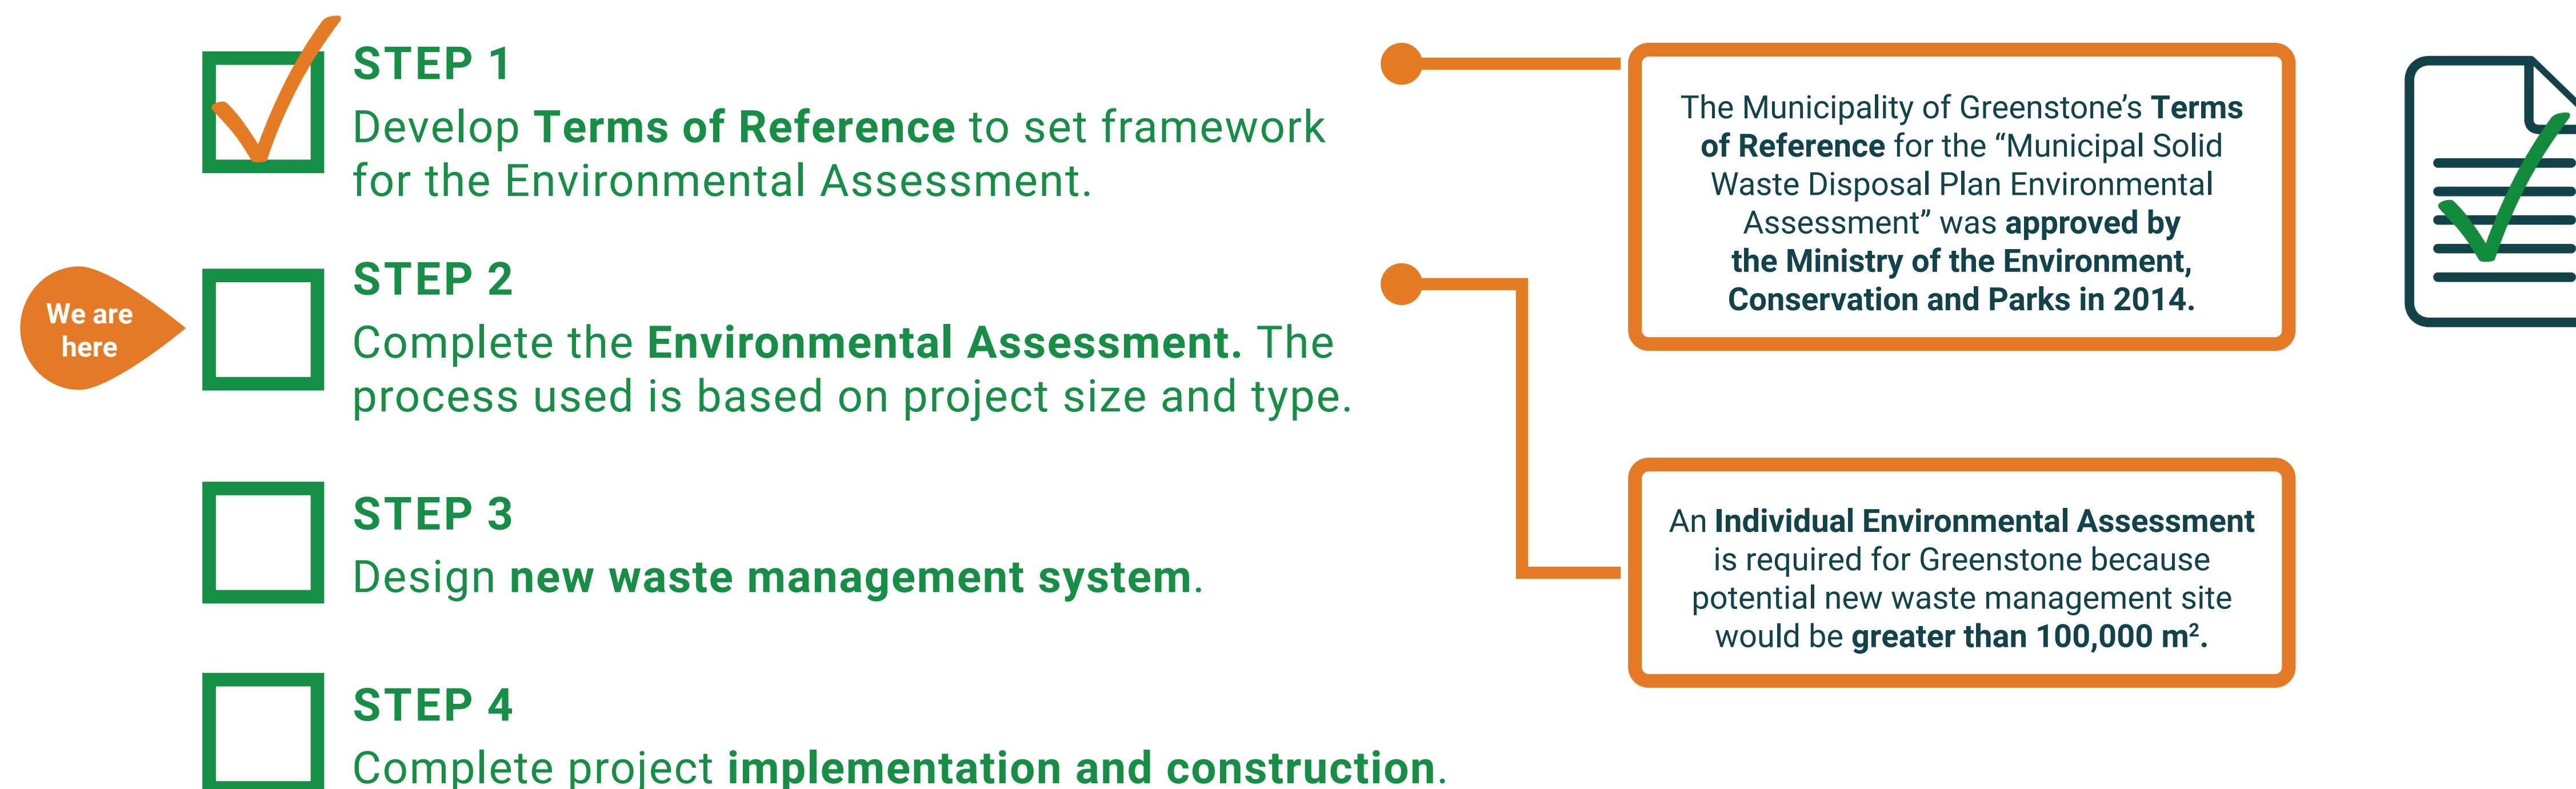 STEP 1
Develop Terms of Reference to set framework
for the Environmental Assessment.
The Municipality of Greenstone’s Terms
of Reference for the “Municipal Solid
Waste Disposal Plan Environmental
Assessment” was approved by
the Ministry of the Environment,
Conservation and Parks in 2014.
We are
here
STEP 2
Complete the Environmental Assessment. The
process used is based on project size and type.
An Individual Environmental Assessment
is required for Greenstone because
potential new waste management site
would be greater than 100,000 m².
STEP 3
Design new waste management system.
STEP 4
Complete project implementation and construction.